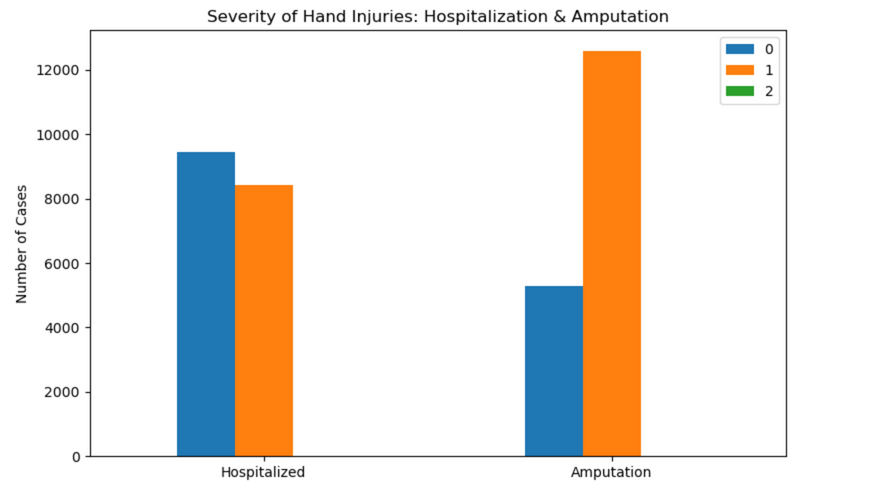 Severity of Hand Injuries: Hospitalization & Amputation
0
1
2
12000
10000
8000
6000
4000
2000
0
Number of Cases
Hospitalized
Amputation